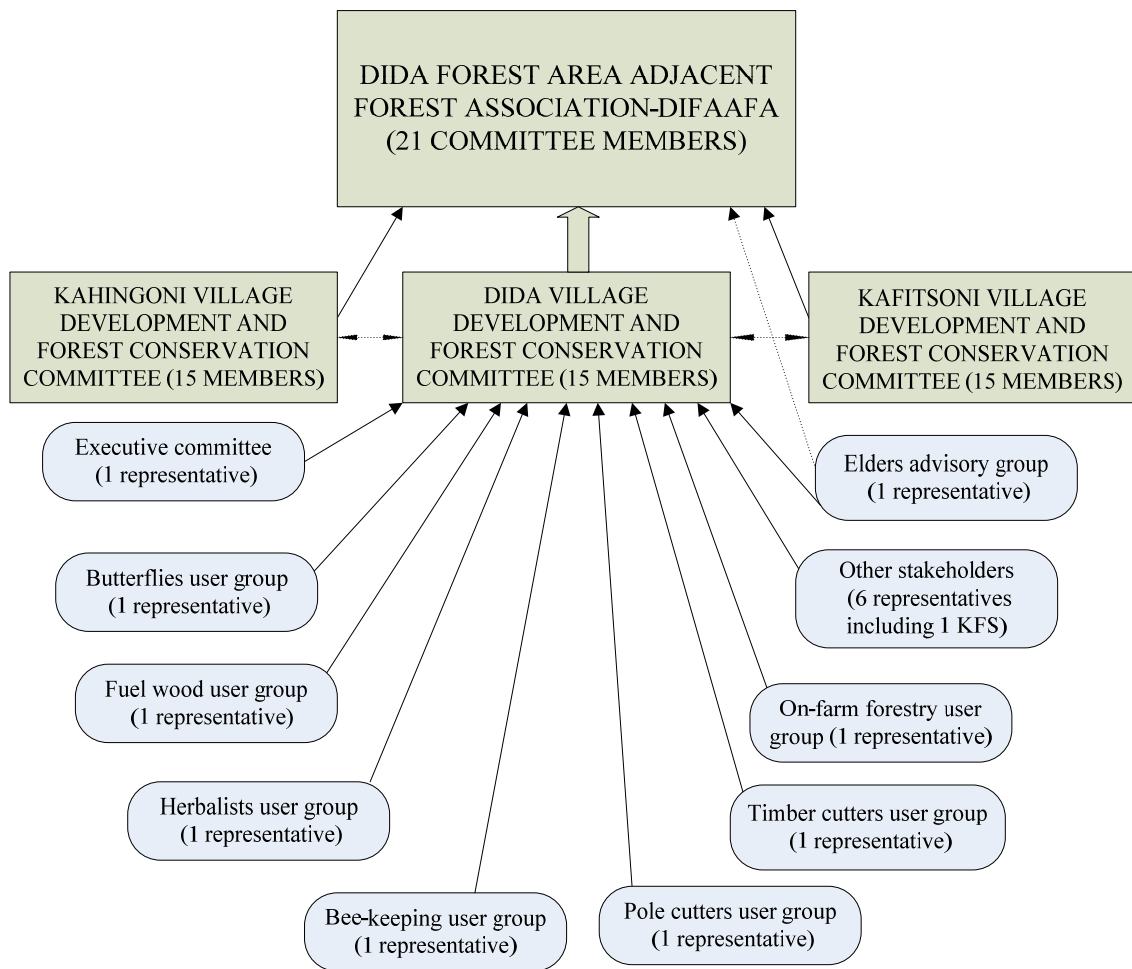 DIDA FOREST AREA ADJACENT
FOREST ASSOCIATION-DIFAAFA
(21 COMMITTEE MEMBERS)
KAHINGONI VILLAGE
DEVELOPMENT AND
FOREST CONSERVATION
COMMITTEE (15 MEMBERS)
DIDA VILLAGE
DEVELOPMENT AND
FOREST CONSERVATION
COMMITTEE (15 MEMBERS)
KAFITSONI VILLAGE
DEVELOPMENT AND
FOREST CONSERVATION
COMMITTEE (15 MEMBERS)
Executive committee
(1 representative)
Elders advisory group
(1 representative)
Butterflies user group
(1 representative)
Other stakeholders
(6 representatives
including 1 KFS)
Fuel wood user group
(1 representative)
On-farm forestry user
group (1 representative)
Herbalists user group
(1 representative)
Timber cutters user group
(1 representative)
Bee-keeping user group
(1 representative)
Pole cutters user group
(1 representative)